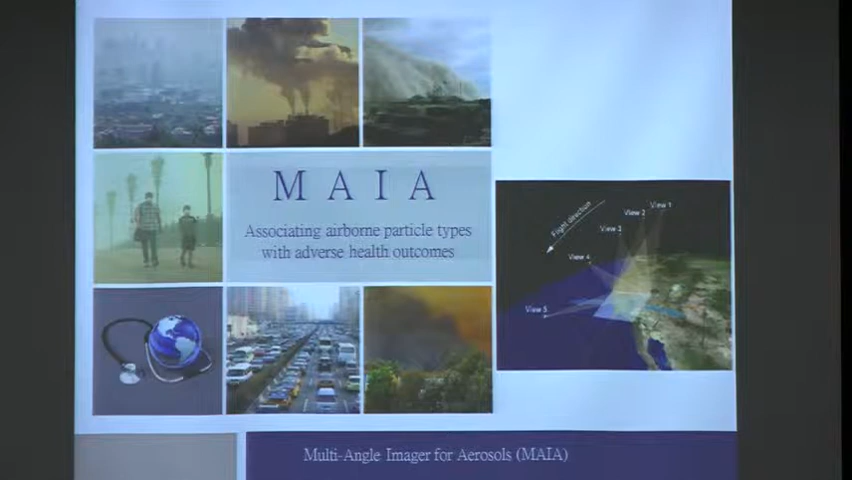 M A I A
Associating airborne particle types
with adverse health outcomes
Flight direction
View 1
View 2
View 3
View 4
View 5
Multi-Angle Imager for Aerosols (MAIA)